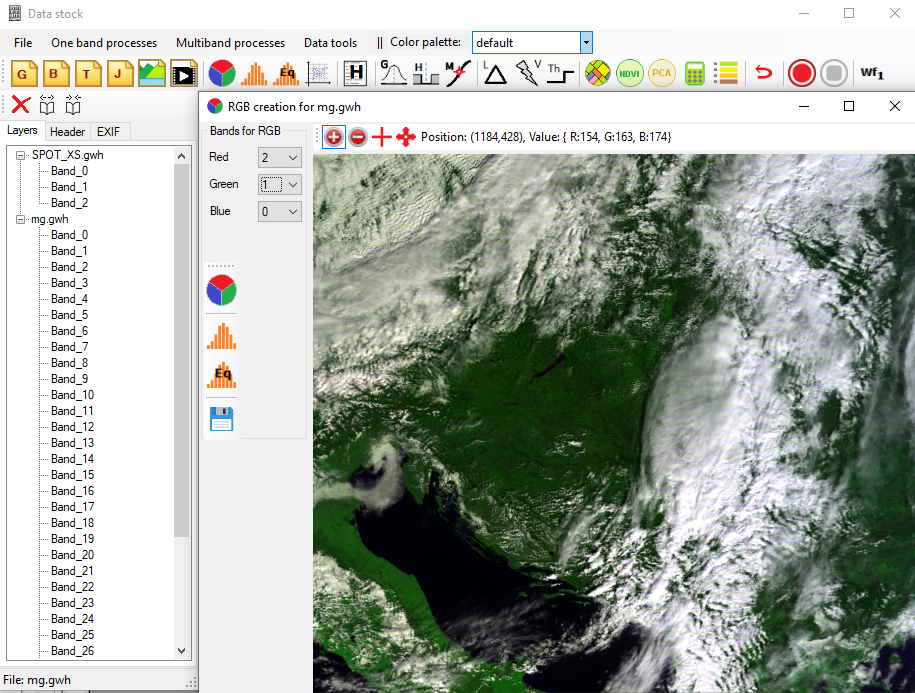 Data stock
File One band processes Multiband processes Data tools || Color palette: default
G B T J Eq H G H M L V Th NDVI PCA Wf1
RGB creation for mg.gwh
Layers Header EXIF
Bands for RGB
Position: (1184,428), Value: { R:154, G:163, B:174}
Red 2
Green 1
Blue 0
Eq
SPOT_XS.gwh
Band_0
Band_1
Band_2
mg.gwh
Band_0
Band_1
Band_2
Band_3
Band_4
Band_5
Band_6
Band_7
Band_8
Band_9
Band_10
Band_11
Band_12
Band_13
Band_14
Band_15
Band_16
Band_17
Band_18
Band_19
Band_20
Band_21
Band_22
Band_23
Band_24
Band_25
Band_26
File: mg.gwh